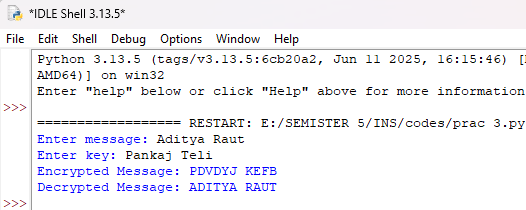 *IDLE Shell 3.13.5*
File Edit Shell Debug Options Window Help
Python 3.13.5 (tags/v3.13.5:6cb20a2, Jun 11 2025, 16:15:46) [
AMD64)] on win32
Enter "help" below or click "Help" above for more information
>>>
================== RESTART: E:/SEMISTER 5/INS/codes/prac 3.py
Enter message: Aditya Raut
Enter key: Pankaj Teli
Encrypted Message: PDVDYJ KEFB
Decrypted Message: ADITYA RAUT
>>>